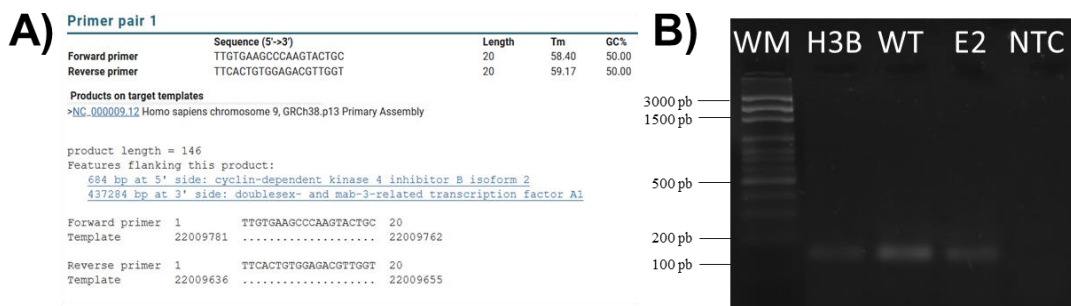 A)
Primer pair 1
Sequence (5'->3') Length Tm GC%
Forward primer TTGTGAAGCCCAAGTACTGC 20 58.40 50.00
Reverse primer TTCACTGTGGAGACGTTGGT 20 59.17 50.00
Products on target templates
>NC_000009.12 Homo sapiens chromosome 9, GRCh38.p13 Primary Assembly
product length = 146
Features flanking this product:
684 bp at 5' side: cyclin-dependent kinase 4 inhibitor B isoform 2
437284 bp at 3' side: doublesex- and mab-3-related transcription factor A1
Forward primer 1 TTGTGAAGCCCAAGTACTGC 20
Template 22009781 .................... 22009762
Reverse primer 1 TTCACTGTGGAGACGTTGGT 20
Template 22009636 .................... 22009655
B)
WM H3B WT E2 NTC
3000 pb
1500 pb
500 pb
200 pb
100 pb